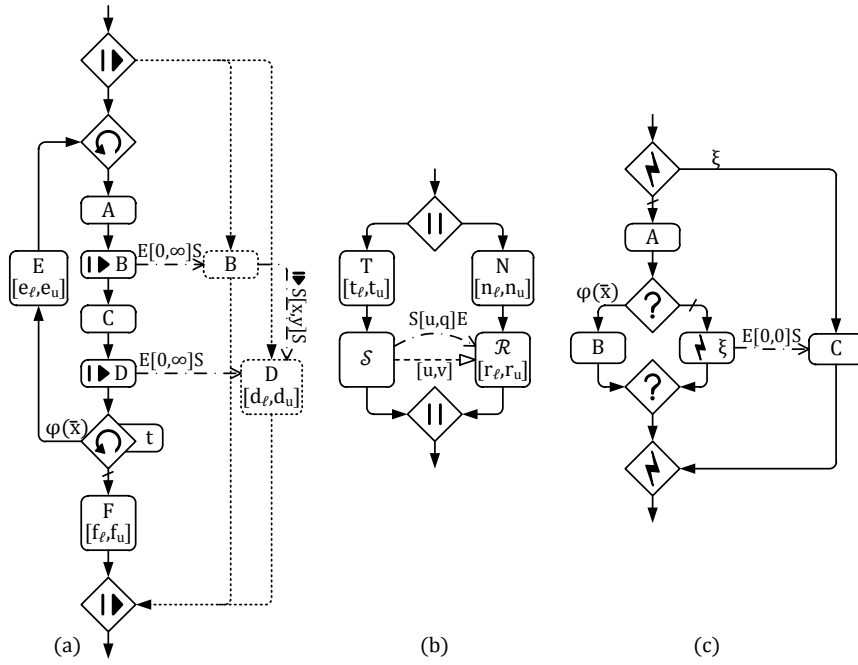 A
E[0,∞]S
B
B
E
[eℓ,eu]
S[x,y]S
C
E[0,∞]S
D
D
[dℓ,du]
φ(x̄)
t
F
[fℓ,fu]
(a)
T
[tℓ,tu]
N
[nℓ,nu]
S[u,q]E
𝒮
ℛ
[rℓ,ru]
[u,v]
(b)
ξ
A
φ(x̄)
?
B
ξ
E[0,0]S
C
?
(c)